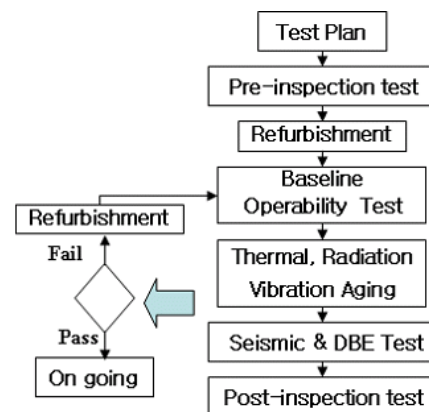 Test Plan
Pre-inspection test
Refurbishment
Baseline
Operability Test
Refurbishment
Fail
Thermal, Radiation
Vibration Aging
Pass
Seismic & DBE Test
On going
Post-inspection test